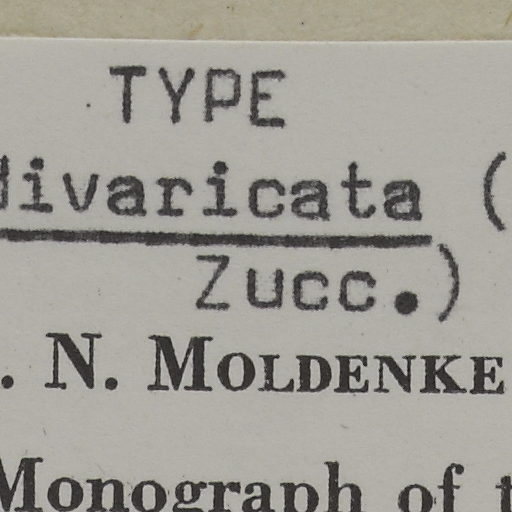 TYPE
divaricata (
Zucc.)
. N. MOLDENKE
Monograph of t